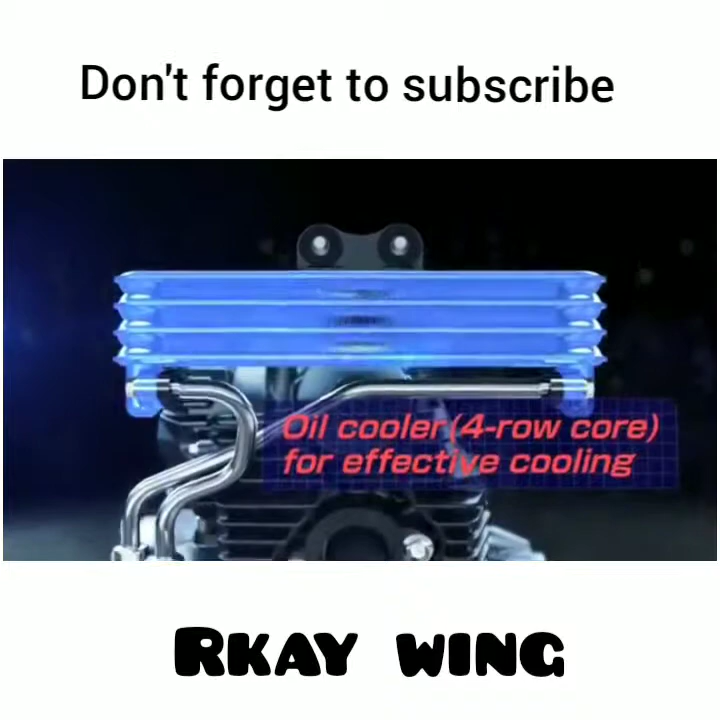 Don't forget to subscribe
Oil cooler(4-row core)
for effective cooling
RKAY WING